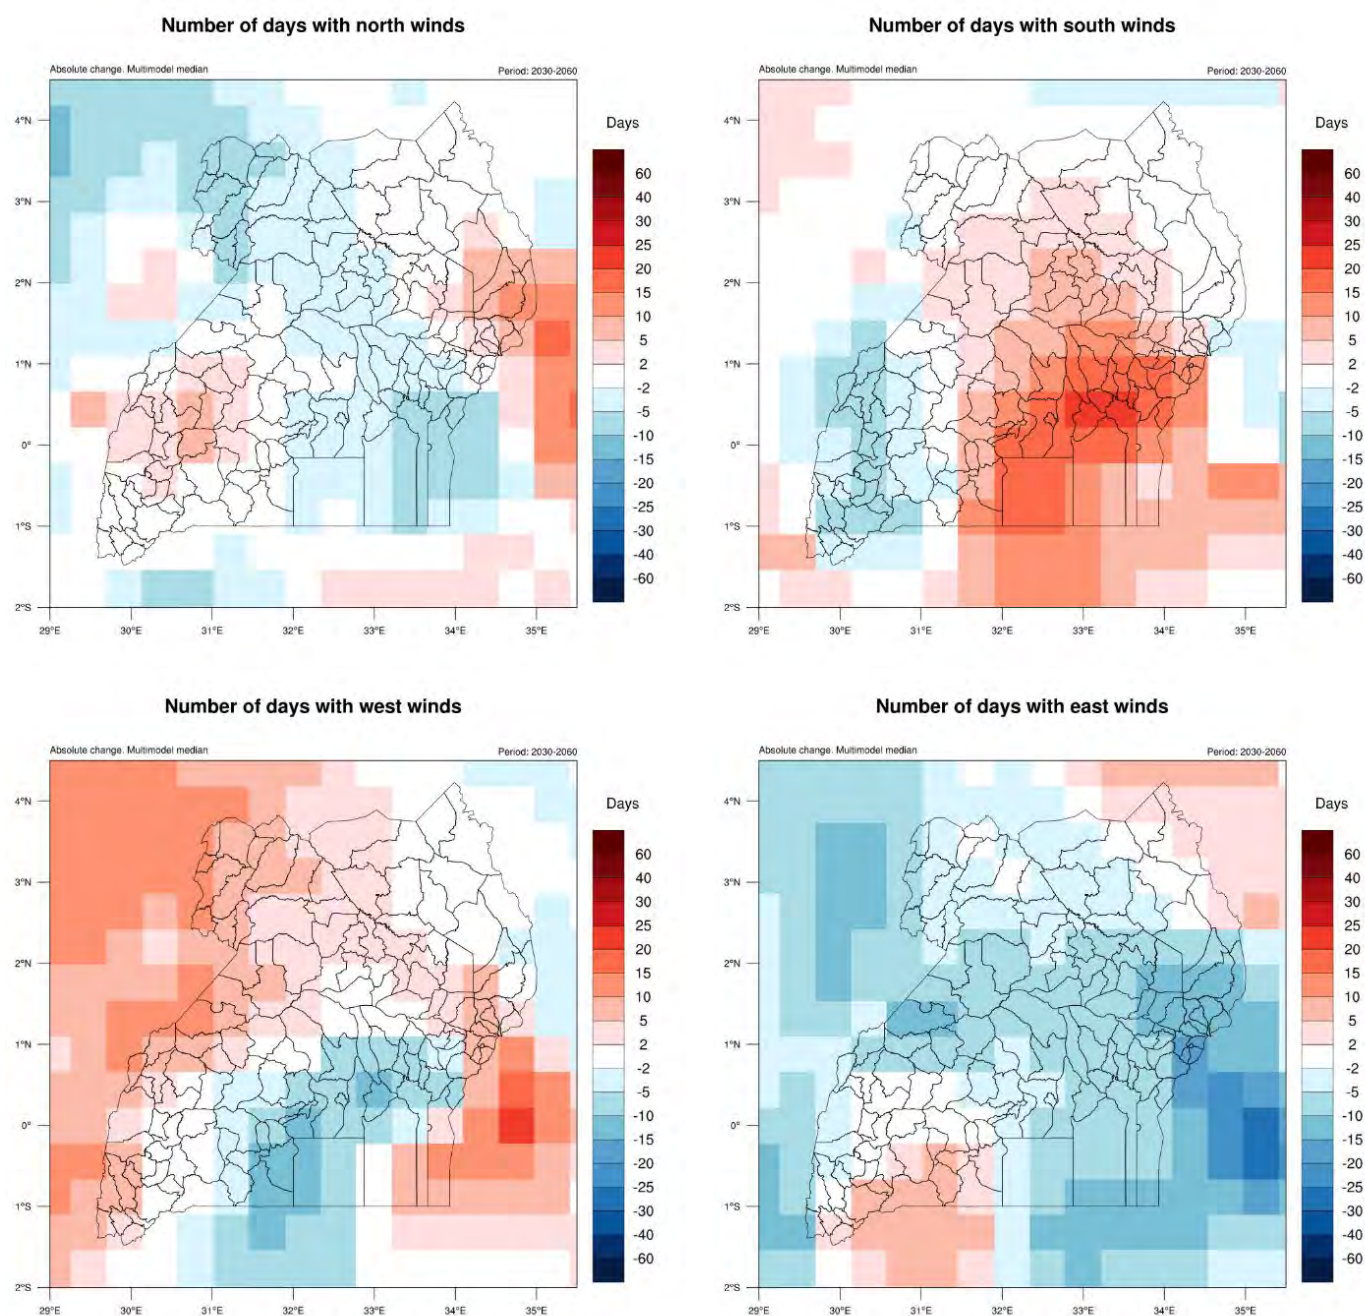 Number of days with north winds
Absolute change. Multimodel median
Period: 2030-2060
Days
60
40
30
25
20
15
10
5
2
-2
-5
-10
-15
-20
-25
-30
-40
-60
4°N
3°N
2°N
1°N
0°
1°S
2°S
29°E 30°E 31°E 32°E 33°E 34°E 35°E
Number of days with south winds
Absolute change. Multimodel median
Period: 2030-2060
Days
60
40
30
25
20
15
10
5
2
-2
-5
-10
-15
-20
-25
-30
-40
-60
4°N
3°N
2°N
1°N
0°
1°S
2°S
29°E 30°E 31°E 32°E 33°E 34°E 35°E
Number of days with west winds
Absolute change. Multimodel median
Period: 2030-2060
Days
60
40
30
25
20
15
10
5
2
-2
-5
-10
-15
-20
-25
-30
-40
-60
4°N
3°N
2°N
1°N
0°
1°S
2°S
29°E 30°E 31°E 32°E 33°E 34°E 35°E
Number of days with east winds
Absolute change. Multimodel median
Period: 2030-2060
Days
60
40
30
25
20
15
10
5
2
-2
-5
-10
-15
-20
-25
-30
-40
-60
4°N
3°N
2°N
1°N
0°
1°S
2°S
29°E 30°E 31°E 32°E 33°E 34°E 35°E